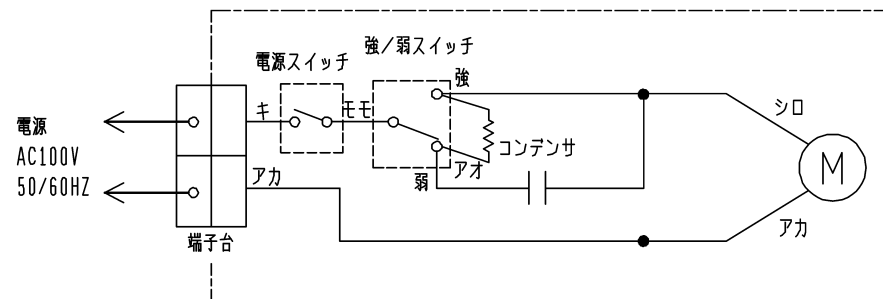 強/弱スイッチ
電源スイッチ
強
キ
モモ
シロ
電源
AC100V
50/60HZ
コンデンサ
M
アオ
アカ
弱
アカ
端子台